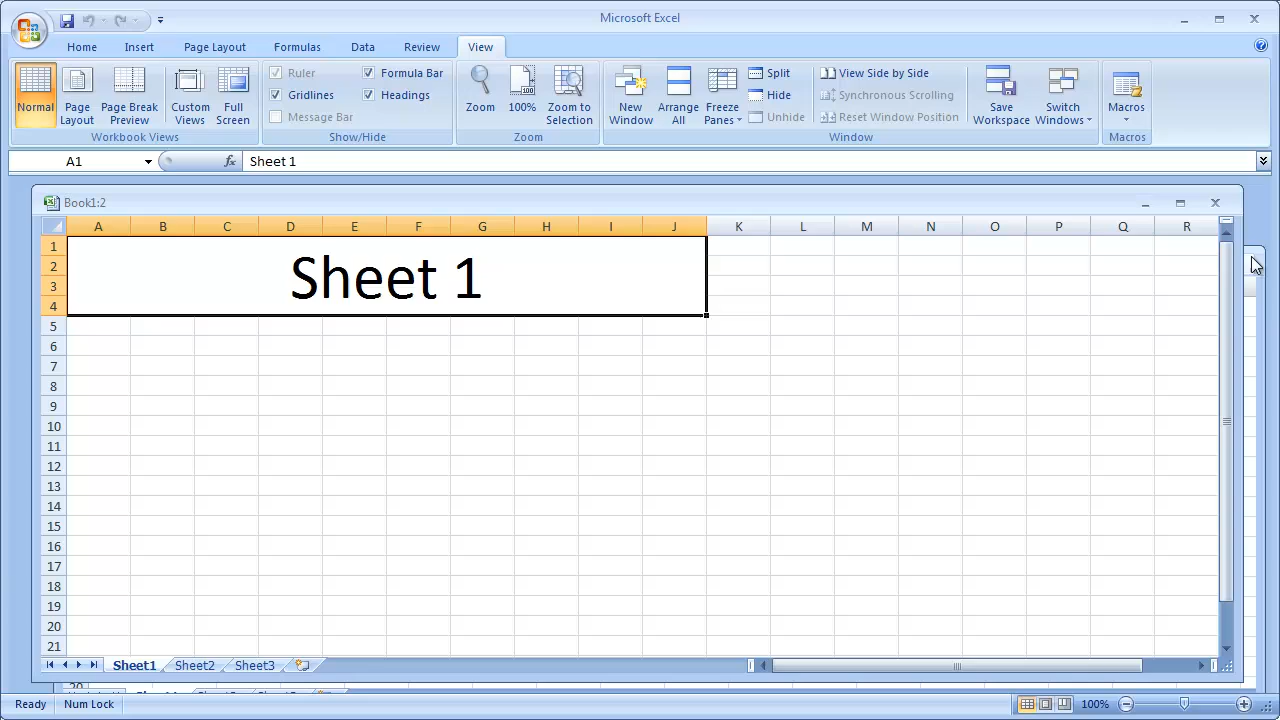 Microsoft Excel
Home Insert Page Layout Formulas Data Review View
Normal Page Layout Page Break Preview Custom Views Full Screen
Workbook Views
Ruler Formula Bar
Gridlines Headings
Message Bar
Show/Hide
Zoom 100% Zoom to Selection
Zoom
New Window Arrange All Freeze Panes
Split
Hide
Unhide
View Side by Side
Synchronous Scrolling
Reset Window Position
Save Workspace Switch Windows
Window
Macros
Macros
A1 fx Sheet 1
Book1:2
A B C D E F G H I J K L M N O P Q R
1
2
3
4
Sheet 1
5
6
7
8
9
10
11
12
13
14
15
16
17
18
19
20
21
Sheet1 Sheet2 Sheet3
Ready Num Lock 100%